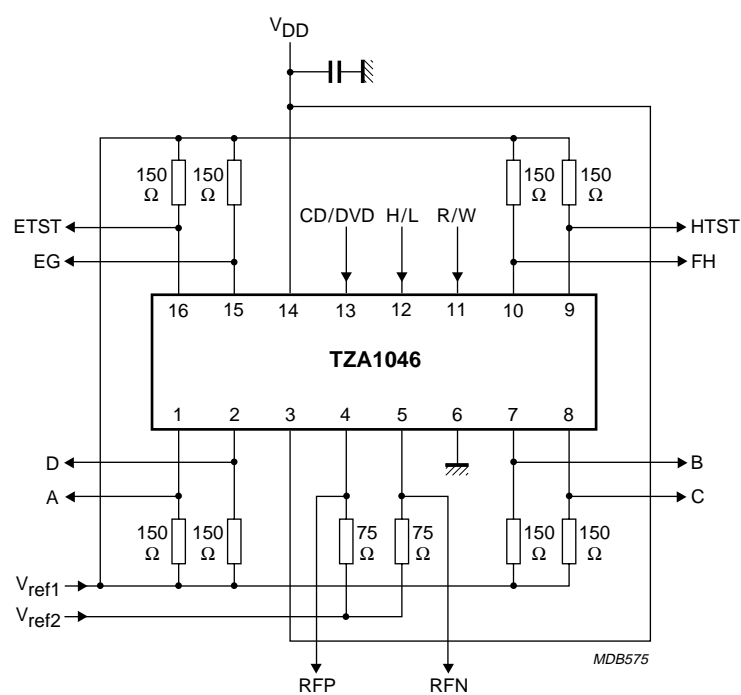 VDD
150 Ω
150 Ω
150 Ω
150 Ω
ETST
CD/DVD H/L R/W
HTST
EG
FH
16 15 14 13 12 11 10 9
TZA1046
1 2 3 4 5 6 7 8
D
B
A
C
150 Ω
150 Ω
75 Ω
75 Ω
150 Ω
150 Ω
Vref1
Vref2
MDB575
RFP
RFN